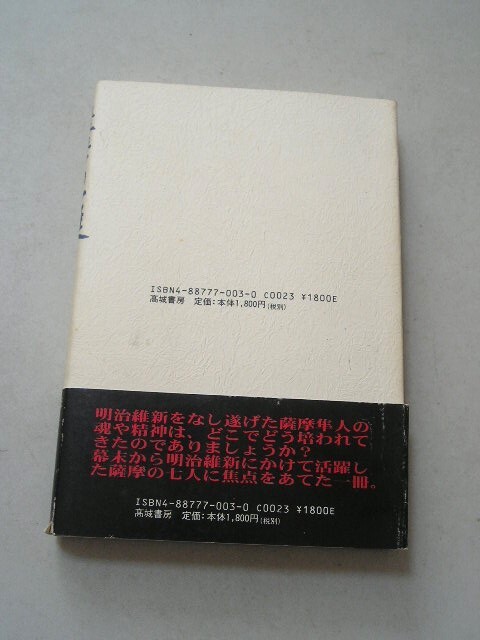 ISBN4-88777-003-0 C0023 ¥1800E
高城書房 定価：本体1,800円(税別)
明治維新をなし遂げた薩摩隼人の
魂や精神は、どこでどう培われて
きたのでありましょうか？
幕末から明治維新にかけて活躍し
た薩摩の七人に焦点をあてた一冊。
ISBN4-88777-003-0 C0023 ¥1800E
高城書房 定価：本体1,800円(税別)